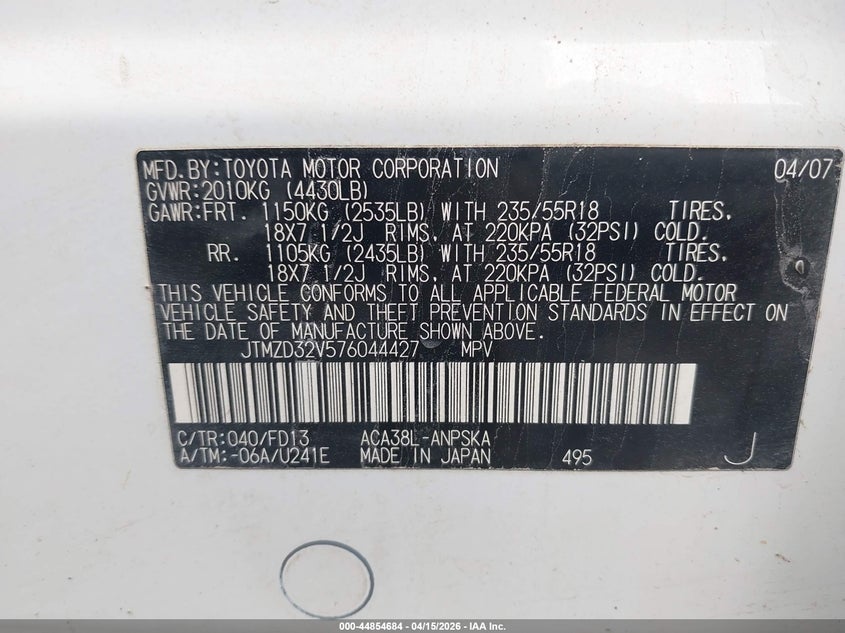 MFD.BY:TOYOTA MOTOR CORPORATION 04/07
GVWR:2010KG (4430LB)
GAWR:FRT. 1150KG (2535LB) WITH 235/55R18 TIRES,
18X7 1/2J RIMS, AT 220KPA (32PSI) COLD.
RR. 1105KG (2435LB) WITH 235/55R18 TIRES,
18X7 1/2J RIMS, AT 220KPA (32PSI) COLD.
THIS VEHICLE CONFORMS TO ALL APPLICABLE FEDERAL MOTOR
VEHICLE SAFETY AND THEFT PREVENTION STANDARDS IN EFFECT ON
THE DATE OF MANUFACTURE SHOWN ABOVE.
JTMZD32V576044427 MPV
C/TR:040/FD13 ACA38L-ANPSKA
A/TM:-06A/U241E MADE IN JAPAN 495 J
000-44854684 - 04/15/2026 - IAA Inc.